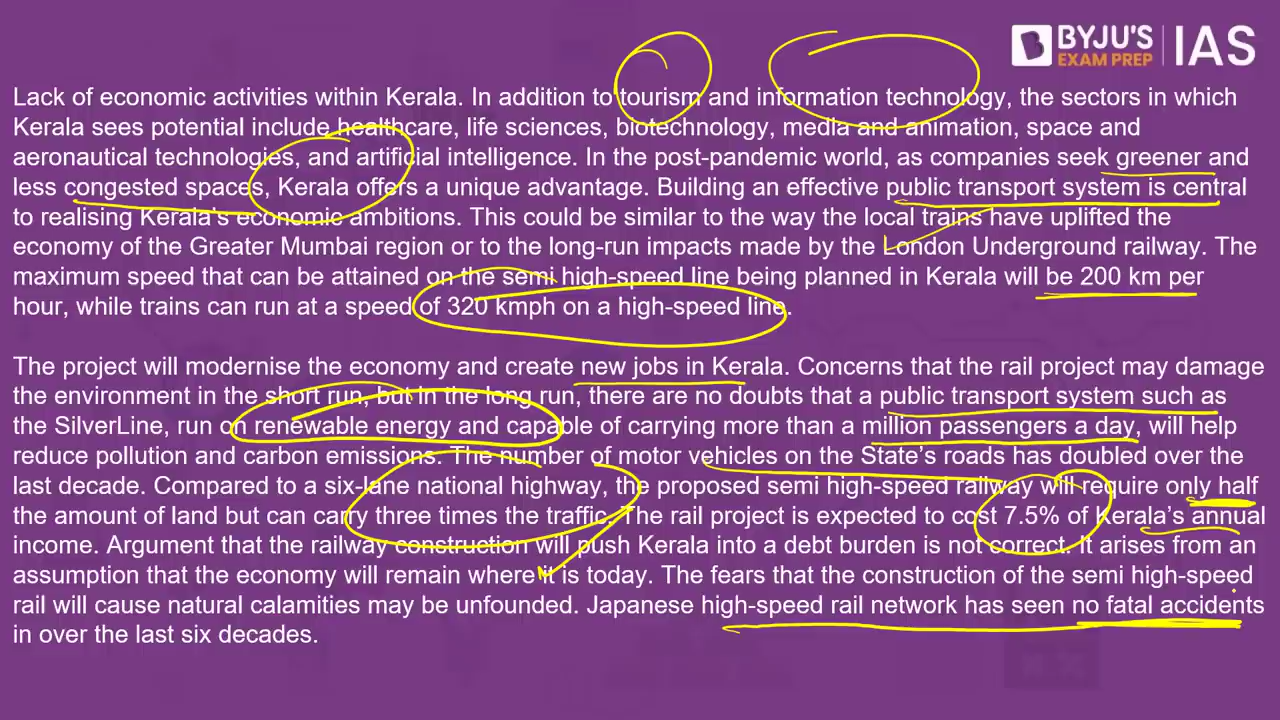 BYJU'S
EXAM PREP
IAS
Lack of economic activities within Kerala. In addition to tourism and information technology, the sectors in which
Kerala sees potential include healthcare, life sciences, biotechnology, media and animation, space and
aeronautical technologies, and artificial intelligence. In the post-pandemic world, as companies seek greener and
less congested spaces, Kerala offers a unique advantage. Building an effective public transport system is central
to realising Kerala's economic ambitions. This could be similar to the way the local trains have uplifted the
economy of the Greater Mumbai region or to the long-run impacts made by the London Underground railway. The
maximum speed that can be attained on the semi high-speed line being planned in Kerala will be 200 km per
hour, while trains can run at a speed of 320 kmph on a high-speed line.
The project will modernise the economy and create new jobs in Kerala. Concerns that the rail project may damage
the environment in the short run, but in the long run, there are no doubts that a public transport system such as
the SilverLine, run on renewable energy and capable of carrying more than a million passengers a day, will help
reduce pollution and carbon emissions. The number of motor vehicles on the State's roads has doubled over the
last decade. Compared to a six-lane national highway, the proposed semi high-speed railway will require only half
the amount of land but can carry three times the traffic. The rail project is expected to cost 7.5% of Kerala's annual
income. Argument that the railway construction will push Kerala into a debt burden is not correct. It arises from an
assumption that the economy will remain where it is today. The fears that the construction of the semi high-speed
rail will cause natural calamities may be unfounded. Japanese high-speed rail network has seen no fatal accidents
in over the last six decades.